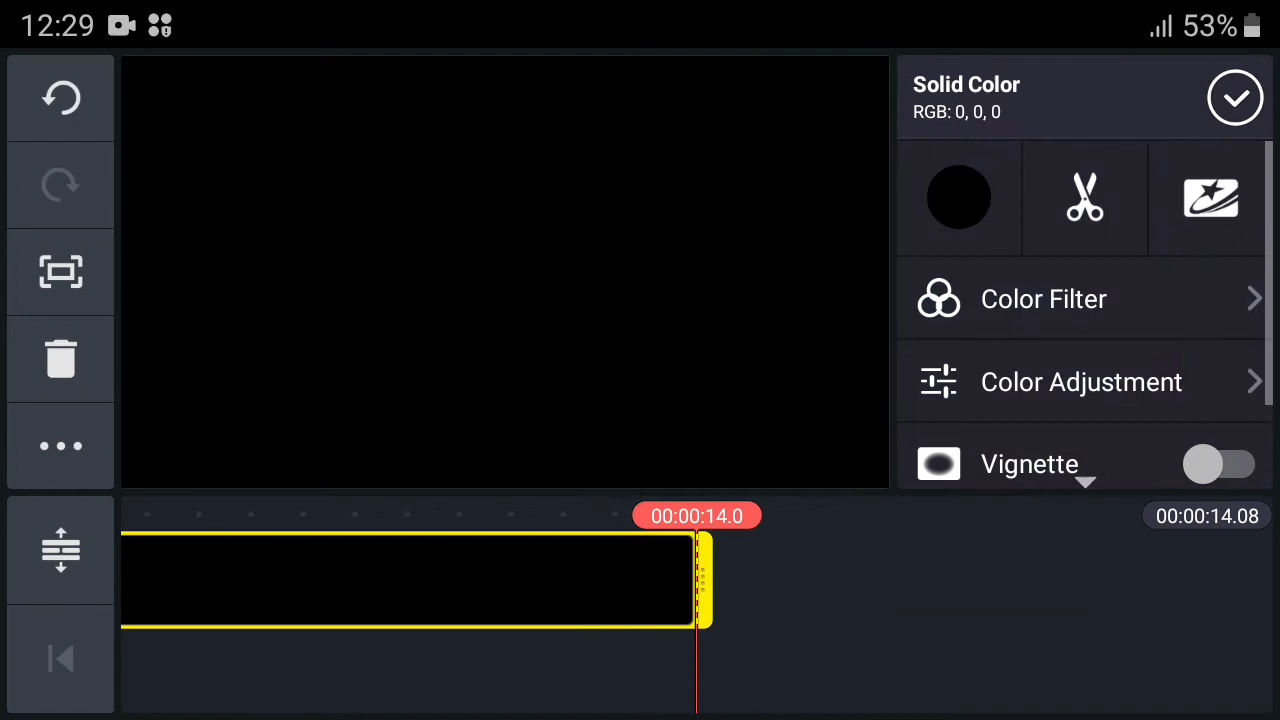 12:29
53%
Solid Color
RGB: 0, 0, 0
Color Filter
Color Adjustment
Vignette
00:00:14.0
00:00:14.08